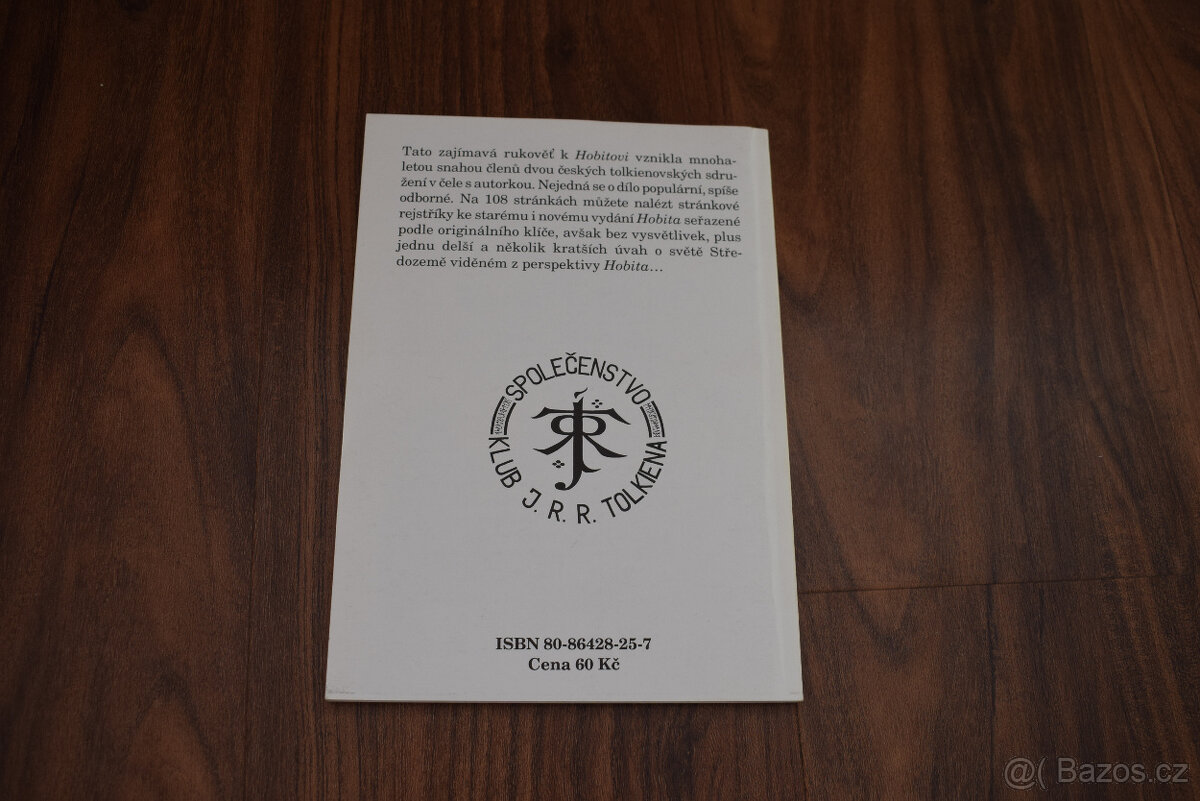 Tato zajímavá rukověť k Hobitovi vznikla mnoha-
letou snahou členů dvou českých tolkienovských sdru-
žení v čele s autorkou. Nejedná se o dílo populární, spíše
odborné. Na 108 stránkách můžete nalézt stránkové
rejstříky ke starému i novému vydání Hobita seřazené
podle originálního klíče, avšak bez vysvětlivek, plus
jednu delší a několik kratších úvah o světě Stře-
dozemě viděném z perspektivy Hobita...
SPOLEČENSTVO
KLUB J. R. R. TOLKIENA
ISBN 80-86428-25-7
Cena 60 Kč
@( Bazos.cz